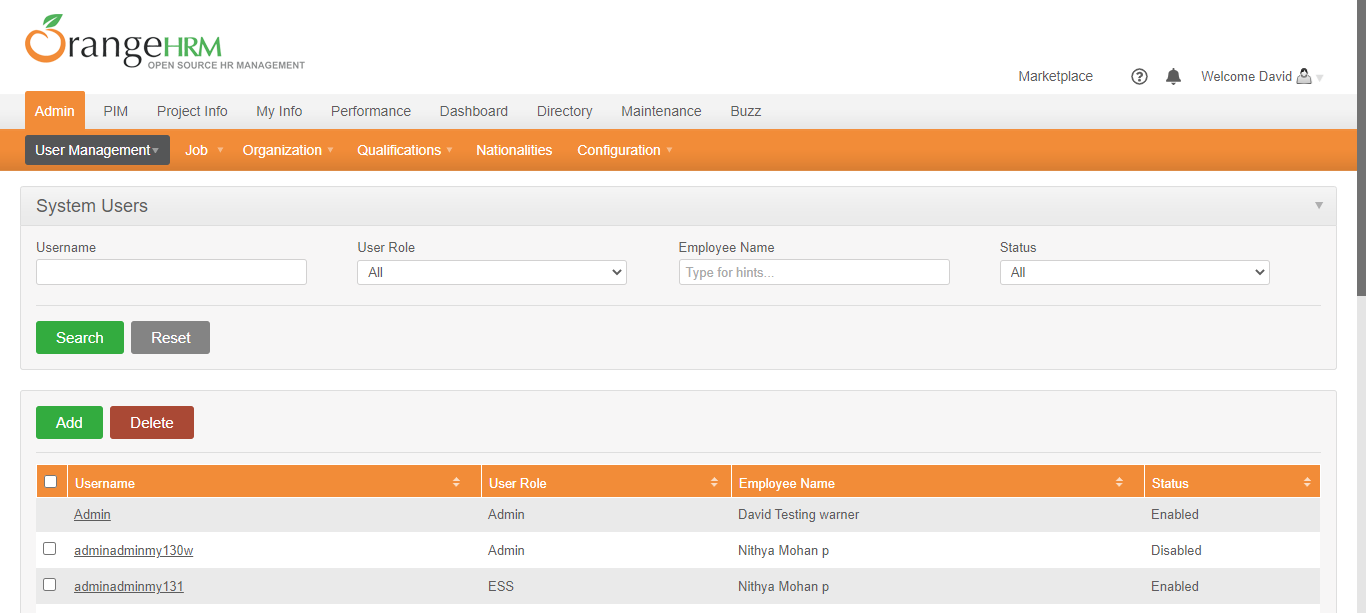 OrangeHRM
OPEN SOURCE HR MANAGEMENT
Marketplace ? Welcome David
Admin PIM Project Info My Info Performance Dashboard Directory Maintenance Buzz
User Management Job Organization Qualifications Nationalities Configuration
System Users
Username User Role Employee Name Status
All Type for hints... All
Search Reset
Add Delete
Username User Role Employee Name Status
Admin Admin David Testing warner Enabled
adminadminmy130w Admin Nithya Mohan p Disabled
adminadminmy131 ESS Nithya Mohan p Enabled